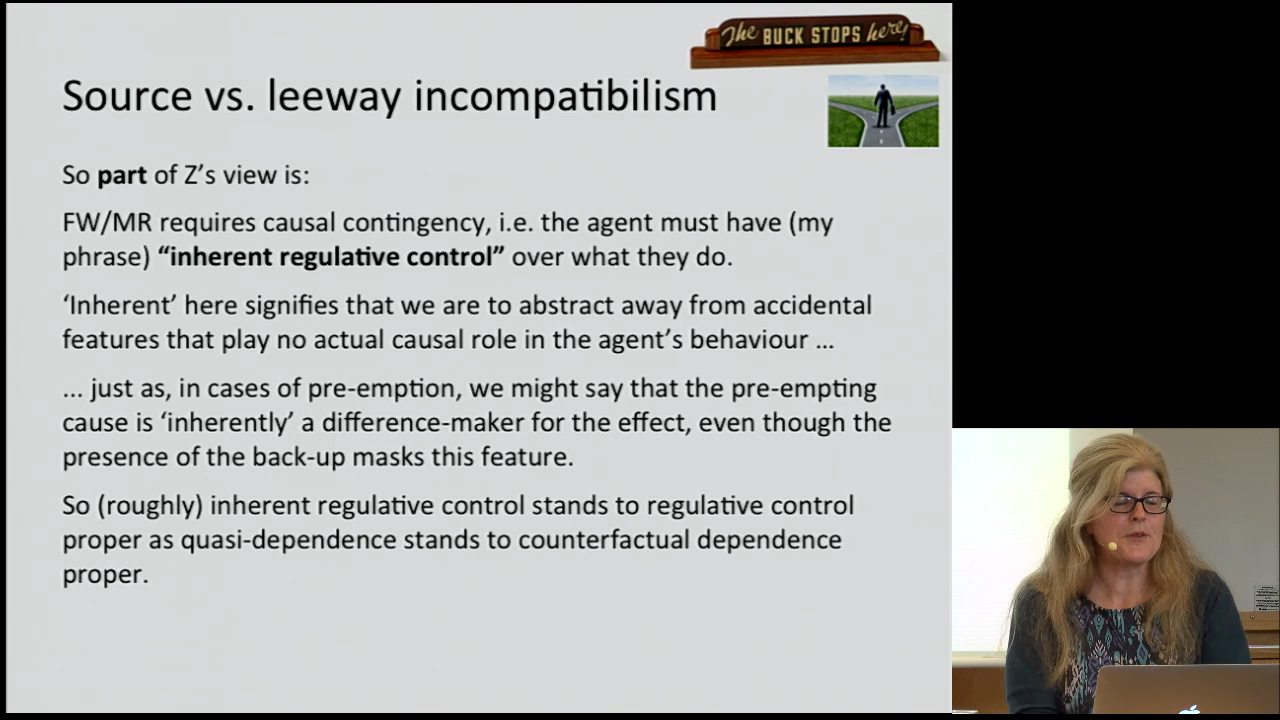 The BUCK STOPS here!
Source vs. leeway incompatibilism
So part of Z’s view is:
FW/MR requires causal contingency, i.e. the agent must have (my
phrase) “inherent regulative control” over what they do.
‘Inherent’ here signifies that we are to abstract away from accidental
features that play no actual causal role in the agent’s behaviour ...
... just as, in cases of pre-emption, we might say that the pre-empting
cause is ‘inherently’ a difference-maker for the effect, even though the
presence of the back-up masks this feature.
So (roughly) inherent regulative control stands to regulative control
proper as quasi-dependence stands to counterfactual dependence
proper.